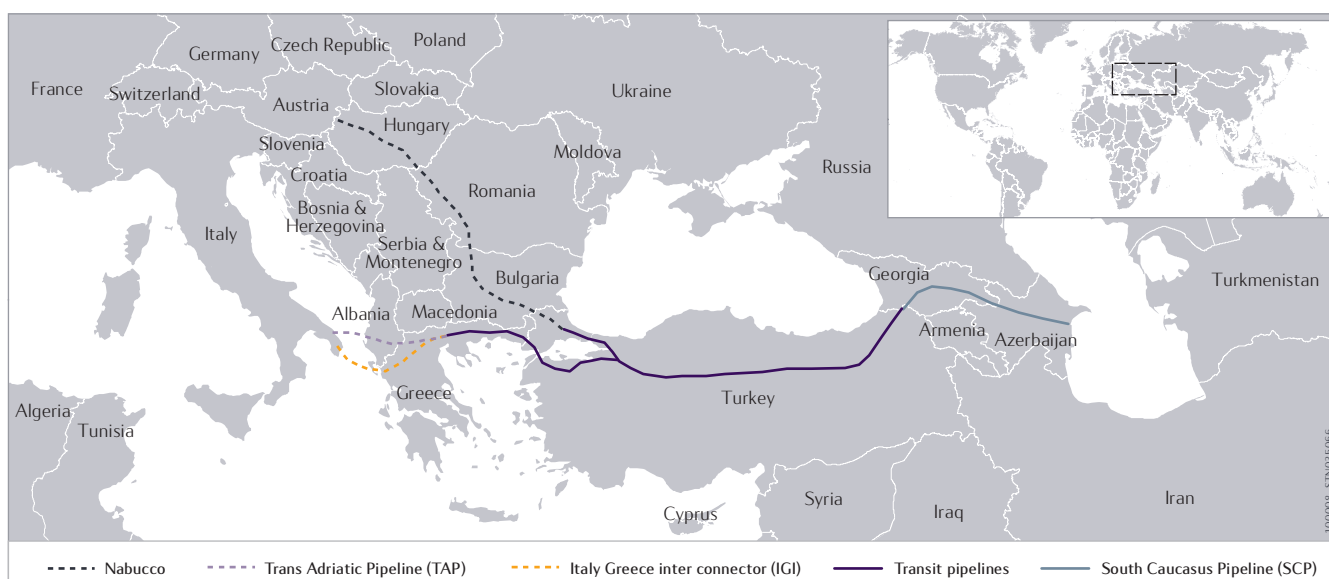 Germany
Czech Republic
Poland
France
Switzerland
Austria
Slovakia
Ukraine
Hungary
Slovenia
Moldova
Croatia
Romania
Russia
Bosnia &
Herzegovina
Italy
Serbia &
Montenegro
Bulgaria
Georgia
Turkmenistan
Albania
Macedonia
Armenia
Azerbaijan
Greece
Turkey
Algeria
Tunisia
Syria
Iraq
Iran
Cyprus
Nabucco
Trans Adriatic Pipeline (TAP)
Italy Greece inter connector (IGI)
Transit pipelines
South Caucasus Pipeline (SCP)